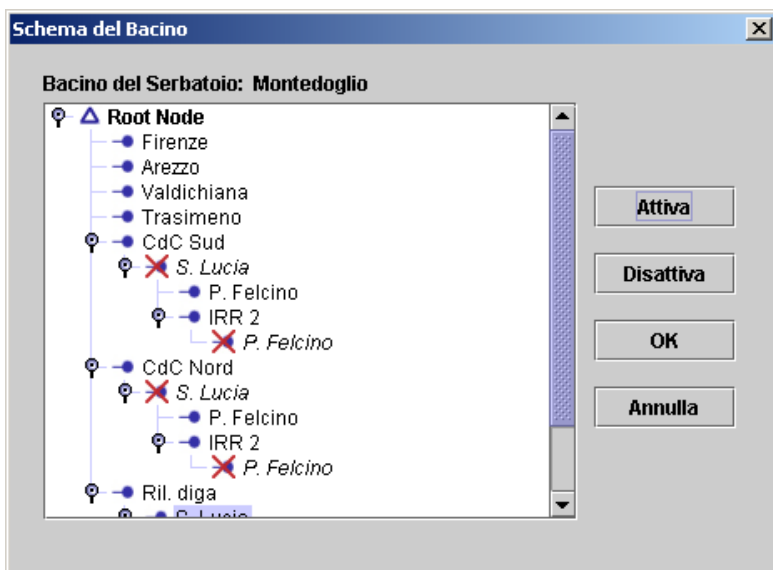 Schema del Bacino
Bacino del Serbatoio: Montedoglio
Root Node
Firenze
Arezzo
Valdichiana
Trasimeno
CdC Sud
S. Lucia
P. Felcino
IRR 2
P. Felcino
CdC Nord
S. Lucia
P. Felcino
IRR 2
P. Felcino
Ril. diga
S. Lucia
Attiva
Disattiva
OK
Annulla